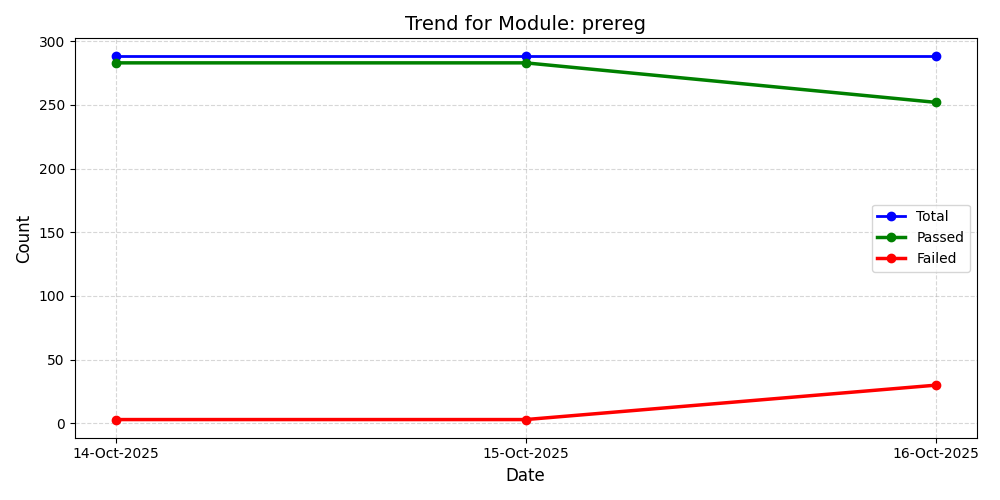 Trend for Module: prereg
300
250
200
150
100
50
0
Count
Total
Passed
Failed
14-Oct-2025
15-Oct-2025
16-Oct-2025
Date